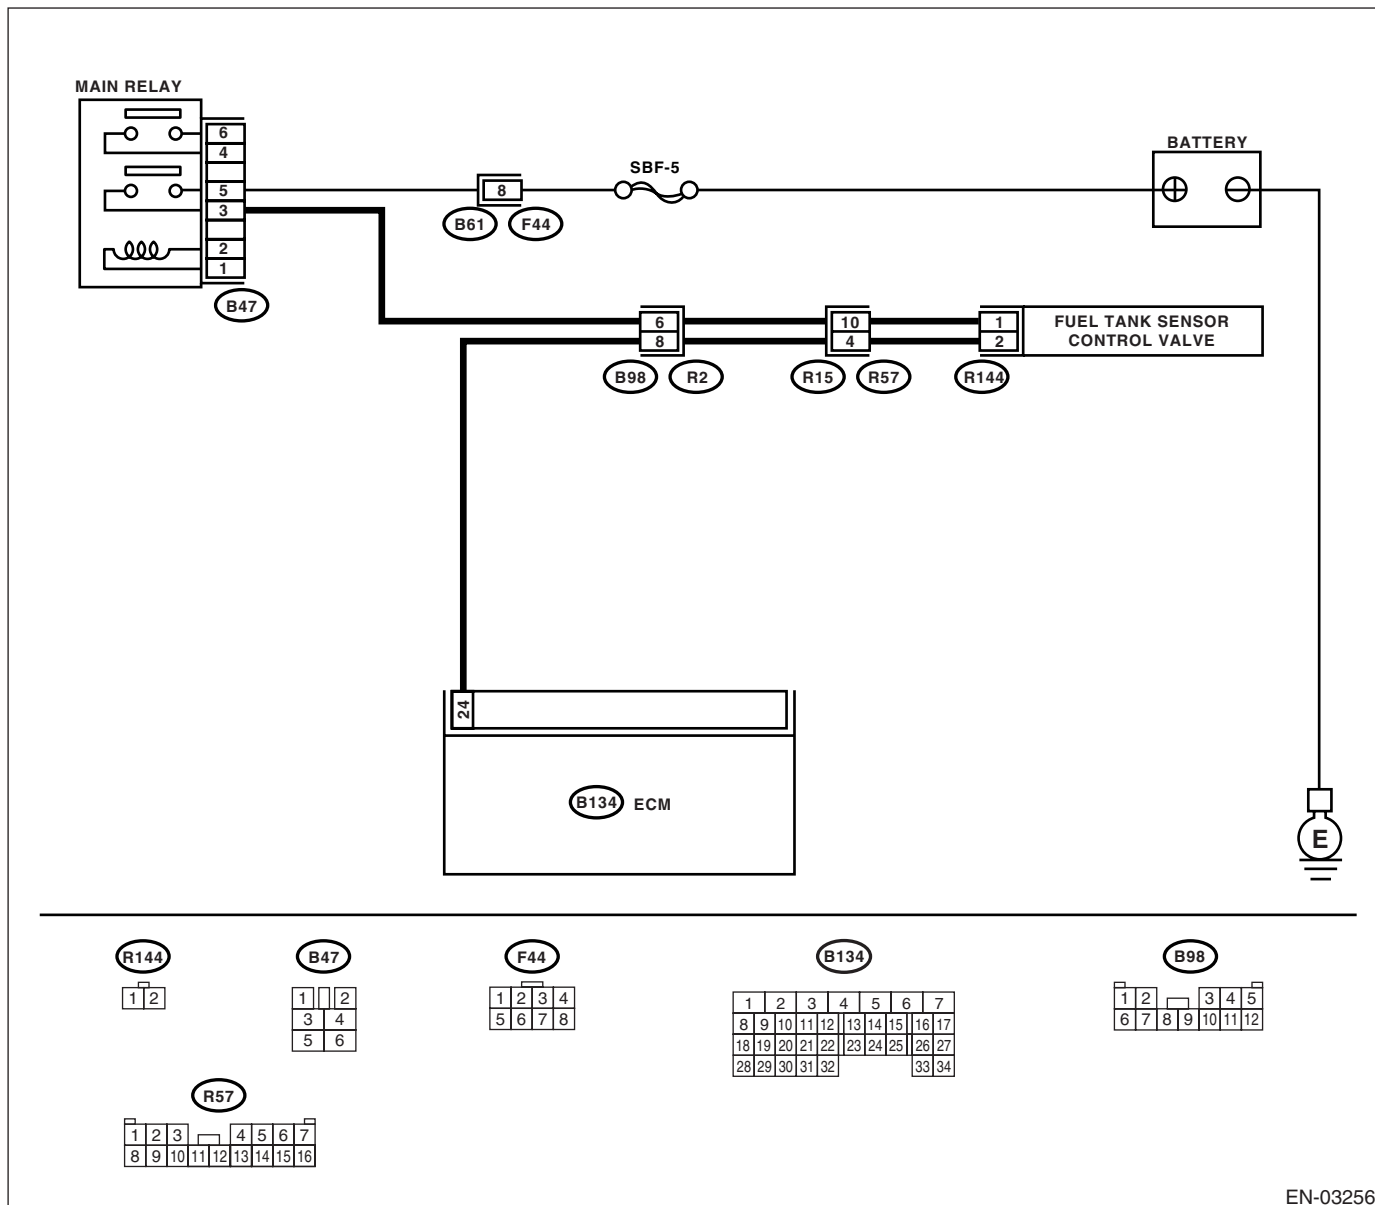 MAIN RELAY
6
4
5
3
2
1
B47
8
B61 F44
SBF-5
BATTERY
6 10 1 FUEL TANK SENSOR
8 4 2 CONTROL VALVE
B98 R2 R15 R57 R144
24
B134 ECM
E
R144 B47 F44 B134 B98
1 2
1 2
3 4
5 6
1 2 3 4
5 6 7 8
1 2 3 4 5 6 7
8 9 10 11 12 13 14 15 16 17
18 19 20 21 22 23 24 25 26 27
28 29 30 31 32 33 34
1 2 3 4 5
6 7 8 9 10 11 12
R57
1 2 3 4 5 6 7
8 9 10 11 12 13 14 15 16
EN-03256